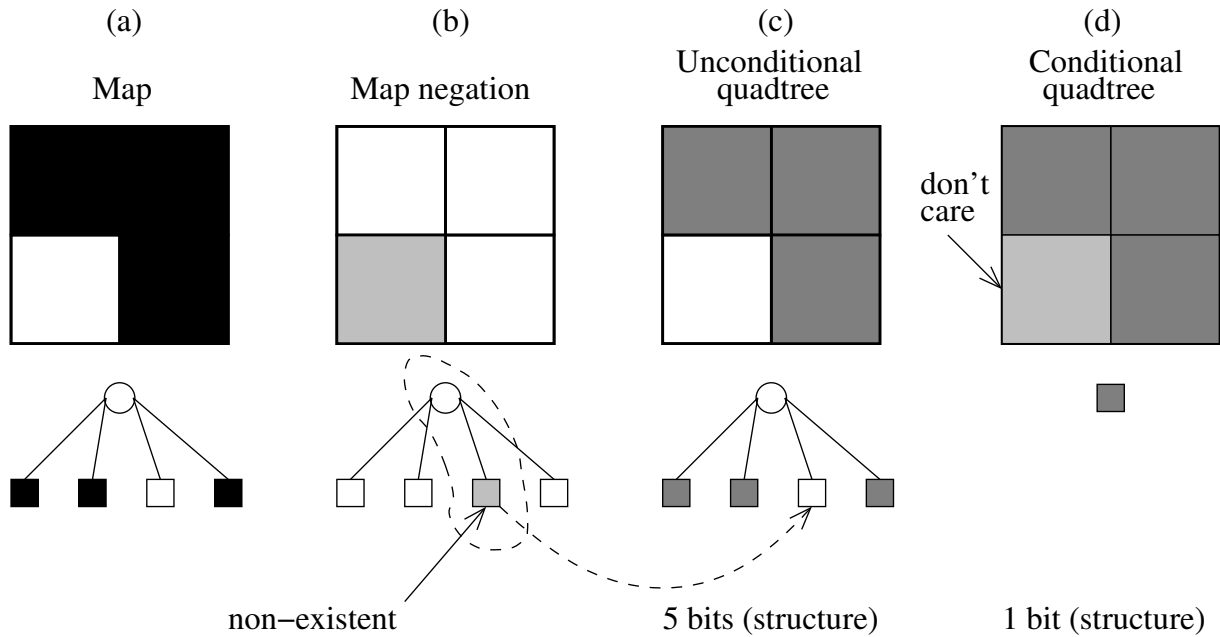 (a)
(b)
(c)
(d)
Map
Map negation
Unconditional
quadtree
Conditional
quadtree
don't
care
non−existent
5 bits (structure)
1 bit (structure)